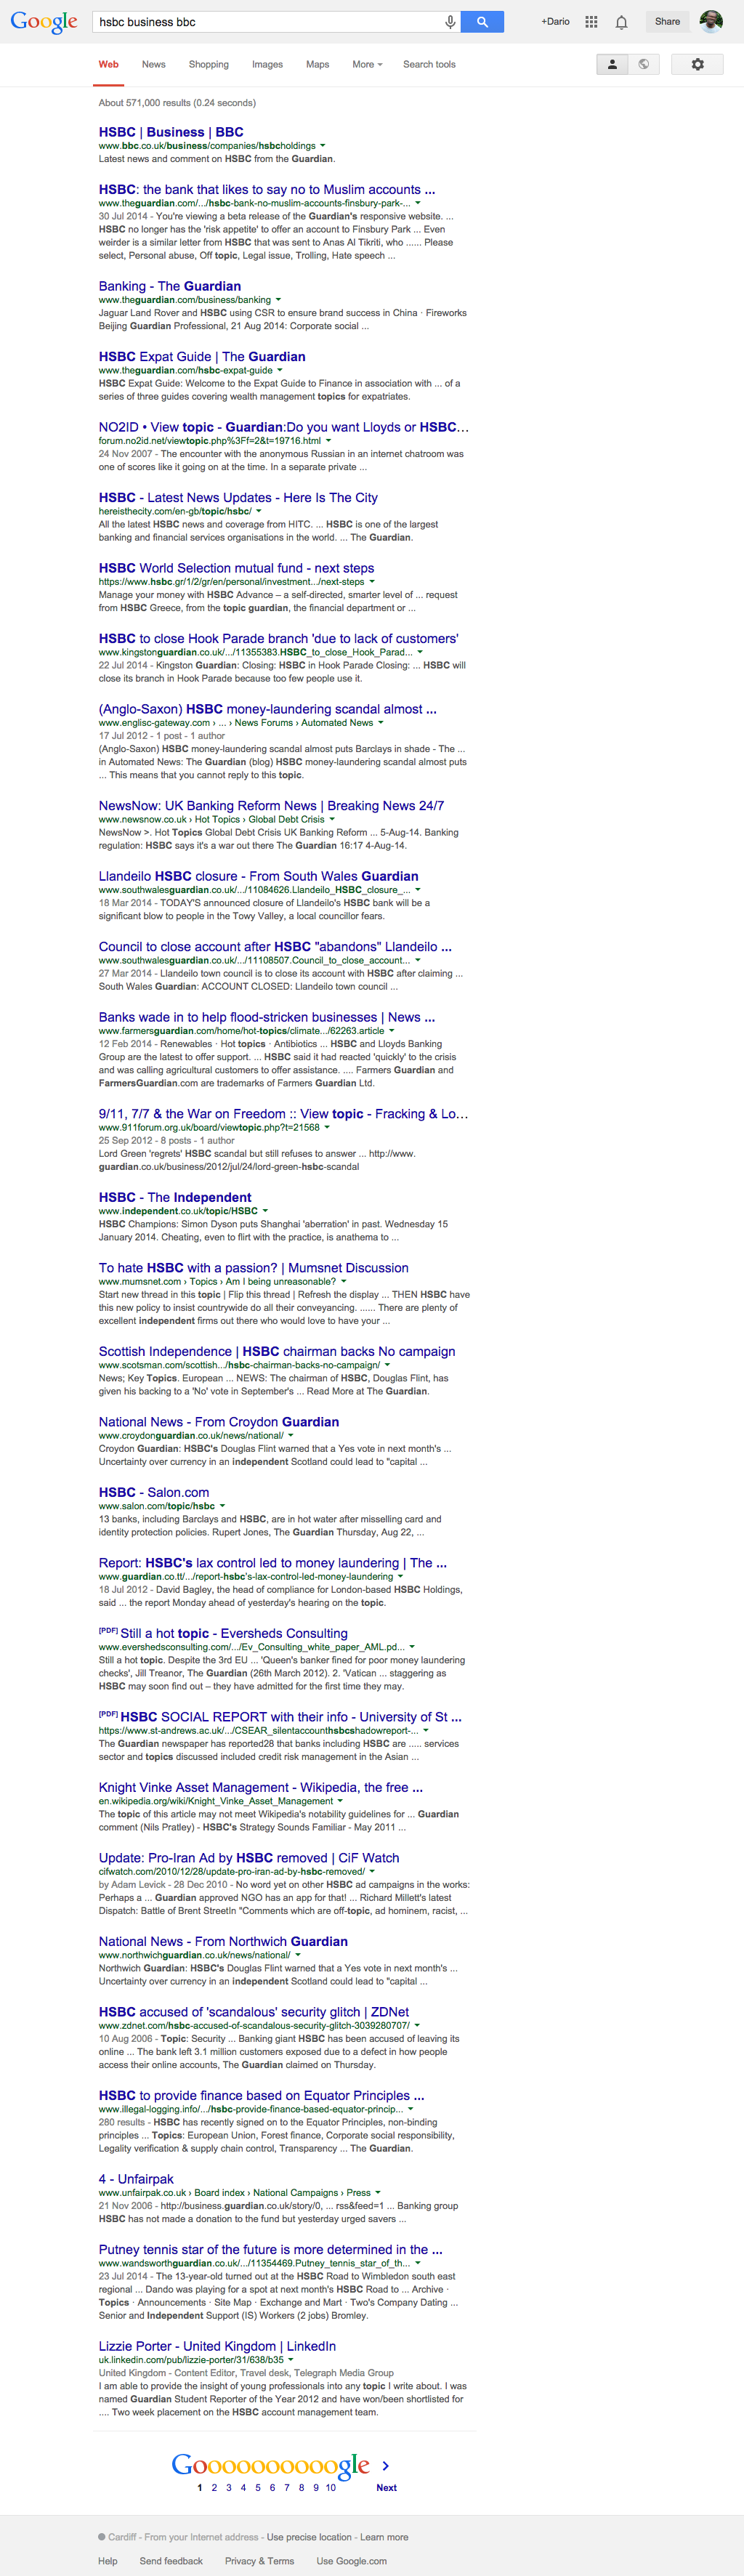 Google
hsbc business bbc
+Dario
Share
Web News Shopping Images Maps More Search tools
About 571,000 results (0.24 seconds)
HSBC | Business | BBC
www.bbc.co.uk/business/companies/hsbcholdings
Latest news and comment on HSBC from the Guardian.
HSBC: the bank that likes to say no to Muslim accounts ...
www.theguardian.com/.../hsbc-bank-no-muslim-accounts-finsbury-park-...
30 Jul 2014 - You're viewing a beta release of the Guardian's responsive website. ...
HSBC no longer has the 'risk appetite' to offer an account to Finsbury Park ... Even
weirder is a similar letter from HSBC that was sent to Anas Al Tikriti, who ...... Please
select, Personal abuse, Off topic, Legal issue, Trolling, Hate speech ...
Banking - The Guardian
www.theguardian.com/business/banking
Jaguar Land Rover and HSBC using CSR to ensure brand success in China · Fireworks
Beijing Guardian Professional, 21 Aug 2014: Corporate social ...
HSBC Expat Guide | The Guardian
www.theguardian.com/hsbc-expat-guide
HSBC Expat Guide: Welcome to the Expat Guide to Finance in association with ... of a
series of three guides covering wealth management topics for expatriates.
NO2ID • View topic - Guardian:Do you want Lloyds or HSBC...
forum.no2id.net/viewtopic.php%3Ff=2&t=19716.html
24 Nov 2007 - The encounter with the anonymous Russian in an internet chatroom was
one of scores like it going on at the time. In a separate private ...
HSBC - Latest News Updates - Here Is The City
hereisthecity.com/en-gb/topic/hsbc/
All the latest HSBC news and coverage from HITC. ... HSBC is one of the largest
banking and financial services organisations in the world. ... The Guardian.
HSBC World Selection mutual fund - next steps
https://www.hsbc.gr/1/2/gr/en/personal/investment.../next-steps
Manage your money with HSBC Advance – a self-directed, smarter level of ... request
from HSBC Greece, from the topic guardian, the financial department or ...
HSBC to close Hook Parade branch 'due to lack of customers'
www.kingstonguardian.co.uk/.../11355383.HSBC_to_close_Hook_Parad...
22 Jul 2014 - Kingston Guardian: Closing: HSBC in Hook Parade Closing: ... HSBC will
close its branch in Hook Parade because too few people use it.
(Anglo-Saxon) HSBC money-laundering scandal almost ...
www.englisc-gateway.com › ... › News Forums › Automated News
17 Jul 2012 - 1 post - 1 author
(Anglo-Saxon) HSBC money-laundering scandal almost puts Barclays in shade - The ...
in Automated News: The Guardian (blog) HSBC money-laundering scandal almost puts
... This means that you cannot reply to this topic.
NewsNow: UK Banking Reform News | Breaking News 24/7
www.newsnow.co.uk › Hot Topics › Global Debt Crisis
NewsNow >. Hot Topics Global Debt Crisis UK Banking Reform ... 5-Aug-14. Banking
regulation: HSBC says it's a war out there The Guardian 16:17 4-Aug-14.
Llandeilo HSBC closure - From South Wales Guardian
www.southwalesguardian.co.uk/.../11084626.Llandeilo_HSBC_closure_...
18 Mar 2014 - TODAY'S announced closure of Llandeilo's HSBC bank will be a
significant blow to people in the Towy Valley, a local councillor fears.
Council to close account after HSBC "abandons" Llandeilo ...
www.southwalesguardian.co.uk/.../11108507.Council_to_close_account...
27 Mar 2014 - Llandeilo town council is to close its account with HSBC after claiming ...
South Wales Guardian: ACCOUNT CLOSED: Llandeilo town council ...
Banks wade in to help flood-stricken businesses | News ...
www.farmersguardian.com/home/hot-topics/climate.../62263.article
12 Feb 2014 - Renewables · Hot topics · Antibiotics ... HSBC and Lloyds Banking
Group are the latest to offer support. ... HSBC said it had reacted 'quickly' to the crisis
and was calling agricultural customers to offer assistance. .... Farmers Guardian and
FarmersGuardian.com are trademarks of Farmers Guardian Ltd.
9/11, 7/7 & the War on Freedom :: View topic - Fracking & Lo...
www.911forum.org.uk/board/viewtopic.php?t=21568
25 Sep 2012 - 8 posts - 1 author
Lord Green 'regrets' HSBC scandal but still refuses to answer ... http://www.
guardian.co.uk/business/2012/jul/24/lord-green-hsbc-scandal
HSBC - The Independent
www.independent.co.uk/topic/HSBC
HSBC Champions: Simon Dyson puts Shanghai 'aberration' in past. Wednesday 15
January 2014. Cheating, even to flirt with the practice, is anathema to ...
To hate HSBC with a passion? | Mumsnet Discussion
www.mumsnet.com › Topics › Am I being unreasonable?
Start new thread in this topic | Flip this thread | Refresh the display ... THEN HSBC have
this new policy to insist countrywide do all their conveyancing. ...... There are plenty of
excellent independent firms out there who would love to have your ...
Scottish Independence | HSBC chairman backs No campaign
www.scotsman.com/scottish.../hsbc-chairman-backs-no-campaign/
News; Key Topics. European ... NEWS: The chairman of HSBC, Douglas Flint, has
given his backing to a 'No' vote in September's ... Read More at The Guardian.
National News - From Croydon Guardian
www.croydonguardian.co.uk/news/national/
Croydon Guardian: HSBC's Douglas Flint warned that a Yes vote in next month's ...
Uncertainty over currency in an independent Scotland could lead to "capital ...
HSBC - Salon.com
www.salon.com/topic/hsbc
13 banks, including Barclays and HSBC, are in hot water after misselling card and
identity protection policies. Rupert Jones, The Guardian Thursday, Aug 22, ...
Report: HSBC's lax control led to money laundering | The ...
www.guardian.co.tt/.../report-hsbc's-lax-control-led-money-laundering
18 Jul 2012 - David Bagley, the head of compliance for London-based HSBC Holdings,
said ... the report Monday ahead of yesterday's hearing on the topic.
[PDF] Still a hot topic - Eversheds Consulting
www.evershedsconsulting.com/.../Ev_Consulting_white_paper_AML.pd...
Still a hot topic. Despite the 3rd EU ... 'Queen's banker fined for poor money laundering
checks', Jill Treanor, The Guardian (26th March 2012). 2. 'Vatican ... staggering as
HSBC may soon find out – they have admitted for the first time they may.
[PDF] HSBC SOCIAL REPORT with their info - University of St ...
https://www.st-andrews.ac.uk/.../CSEAR_silentaccounthsbcshadowreport-...
The Guardian newspaper has reported28 that banks including HSBC are ..... services
sector and topics discussed included credit risk management in the Asian ...
Knight Vinke Asset Management - Wikipedia, the free ...
en.wikipedia.org/wiki/Knight_Vinke_Asset_Management
The topic of this article may not meet Wikipedia's notability guidelines for ... Guardian
comment (Nils Pratley) - HSBC's Strategy Sounds Familiar - May 2011 ...
Update: Pro-Iran Ad by HSBC removed | CiF Watch
cifwatch.com/2010/12/28/update-pro-iran-ad-by-hsbc-removed/
by Adam Levick - 28 Dec 2010 - No word yet on other HSBC ad campaigns in the works:
Perhaps a ... Guardian approved NGO has an app for that! ... Richard Millett's latest
Dispatch: Battle of Brent StreetIn "Comments which are off-topic, ad hominem, racist, ...
National News - From Northwich Guardian
www.northwichguardian.co.uk/news/national/
Northwich Guardian: HSBC's Douglas Flint warned that a Yes vote in next month's ...
Uncertainty over currency in an independent Scotland could lead to "capital ...
HSBC accused of 'scandalous' security glitch | ZDNet
www.zdnet.com/hsbc-accused-of-scandalous-security-glitch-3039280707/
10 Aug 2006 - Topic: Security ... Banking giant HSBC has been accused of leaving its
online ... The bank left 3.1 million customers exposed due to a defect in how people
access their online accounts, The Guardian claimed on Thursday.
HSBC to provide finance based on Equator Principles ...
www.illegal-logging.info/.../hsbc-provide-finance-based-equator-princip...
280 results - HSBC has recently signed on to the Equator Principles, non-binding
principles ... Topics: European Union, Forest finance, Corporate social responsibility,
Legality verification & supply chain control, Transparency ... The Guardian.
4 - Unfairpak
www.unfairpak.co.uk › Board index › National Campaigns › Press
21 Nov 2006 - http://business.guardian.co.uk/story/0, ... rss&feed=1 ... Banking group
HSBC has not made a donation to the fund but yesterday urged savers ...
Putney tennis star of the future is more determined in the ...
www.wandsworthguardian.co.uk/.../11354469.Putney_tennis_star_of_th...
23 Jul 2014 - The 13-year-old turned out at the HSBC Road to Wimbledon south east
regional ... Dando was playing for a spot at next month's HSBC Road to ... Archive ·
Topics · Announcements · Site Map · Exchange and Mart · Two's Company Dating ...
Senior and Independent Support (IS) Workers (2 jobs) Bromley.
Lizzie Porter - United Kingdom | LinkedIn
uk.linkedin.com/pub/lizzie-porter/31/638/b35
United Kingdom - Content Editor, Travel desk, Telegraph Media Group
I am able to provide the insight of young professionals into any topic I write about. I was
named Guardian Student Reporter of the Year 2012 and have won/been shortlisted for
.... Two week placement on the HSBC account management team.
Goooooooooogle
1 2 3 4 5 6 7 8 9 10 Next
Cardiff - From your Internet address - Use precise location - Learn more
Help Send feedback Privacy & Terms Use Google.com